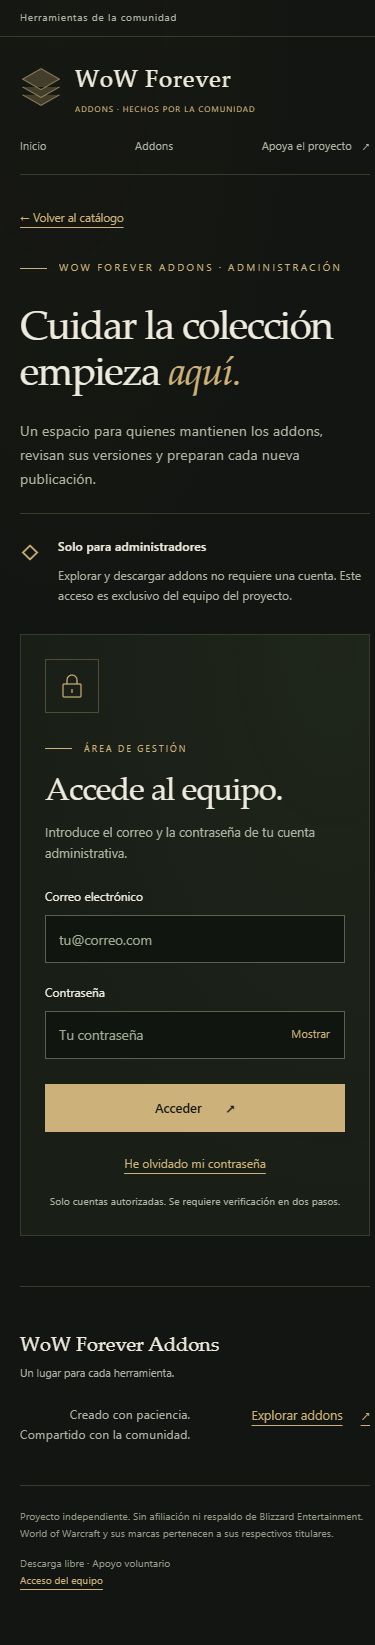 Herramientas de la comunidad
WoW Forever
ADDONS · HECHOS POR LA COMUNIDAD
Inicio Addons Apoya el proyecto ↗
← Volver al catálogo
WOW FOREVER ADDONS · ADMINISTRACIÓN
Cuidar la colección
empieza aquí.
Un espacio para quienes mantienen los addons,
revisan sus versiones y preparan cada nueva
publicación.
Solo para administradores
Explorar y descargar addons no requiere una cuenta. Este
acceso es exclusivo del equipo del proyecto.
ÁREA DE GESTIÓN
Accede al equipo.
Introduce el correo y la contraseña de tu cuenta
administrativa.
Correo electrónico
tu@correo.com
Contraseña
Tu contraseña Mostrar
Acceder ↗
He olvidado mi contraseña
Solo cuentas autorizadas. Se requiere verificación en dos pasos.
WoW Forever Addons
Un lugar para cada herramienta.
Creado con paciencia.
Compartido con la comunidad.
Explorar addons ↗
Proyecto independiente. Sin afiliación ni respaldo de Blizzard Entertainment.
World of Warcraft y sus marcas pertenecen a sus respectivos titulares.
Descarga libre · Apoyo voluntario
Acceso del equipo